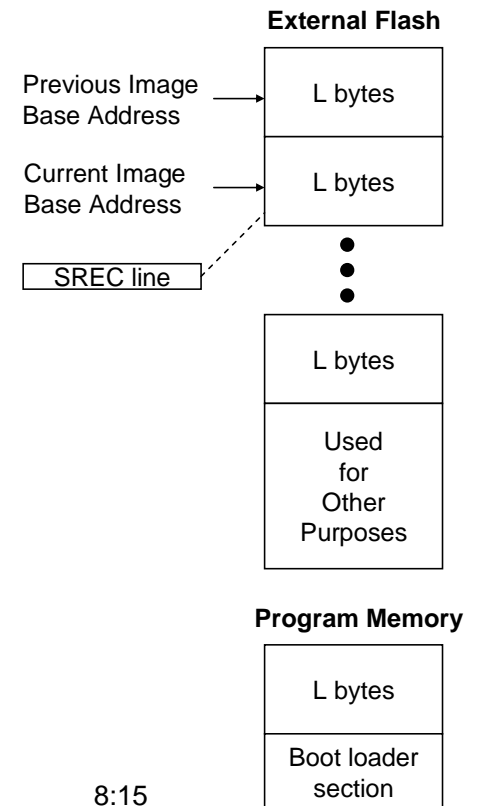 External Flash
Previous Image
Base Address
L bytes
Current Image
Base Address
L bytes
SREC line
L bytes
Used
for
Other
Purposes
Program Memory
L bytes
Boot loader
section
8:15